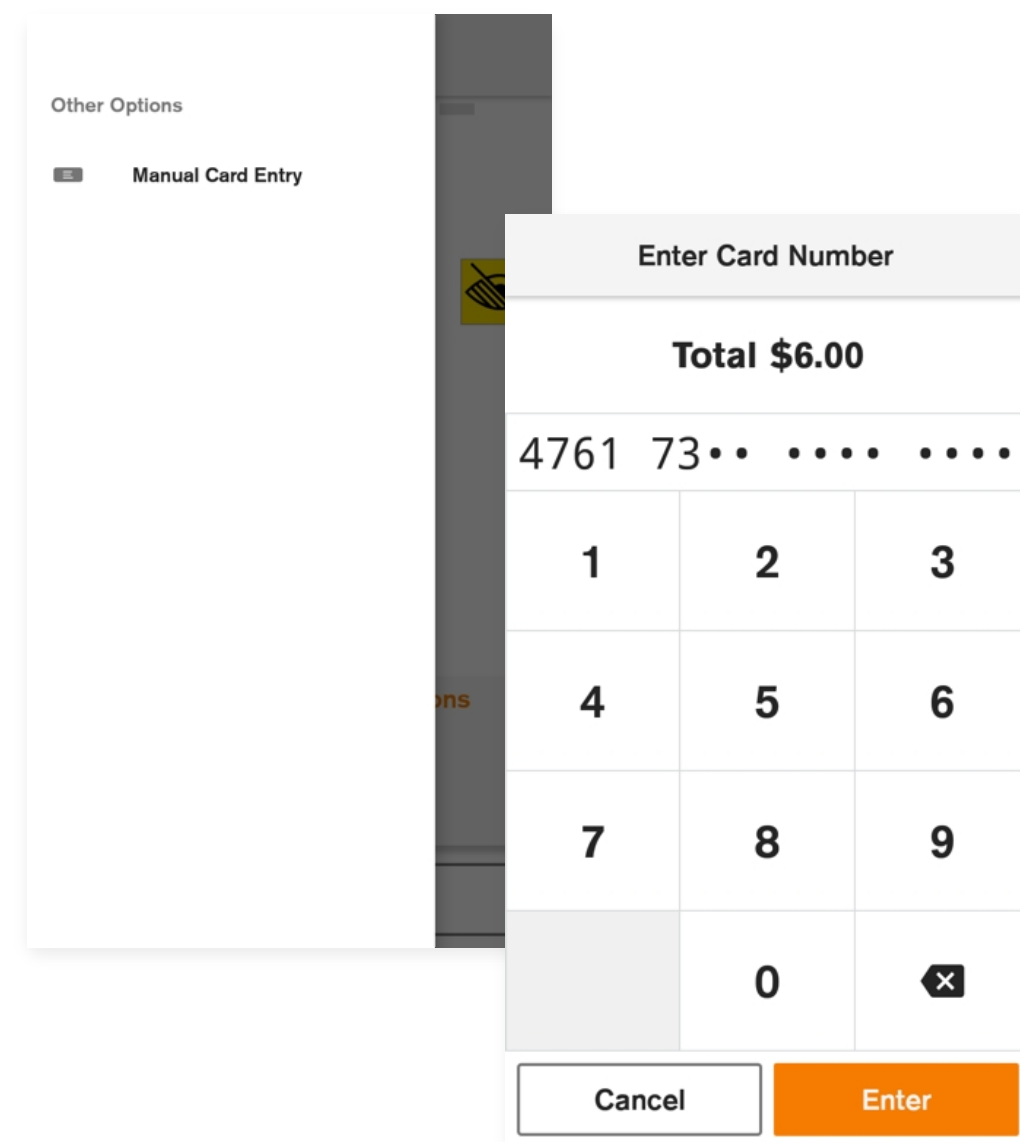 Other Options
Manual Card Entry
ons
Enter Card Number
Total $6.00
4761 73•• •••• ••••
1 2 3
4 5 6
7 8 9
0
Cancel Enter